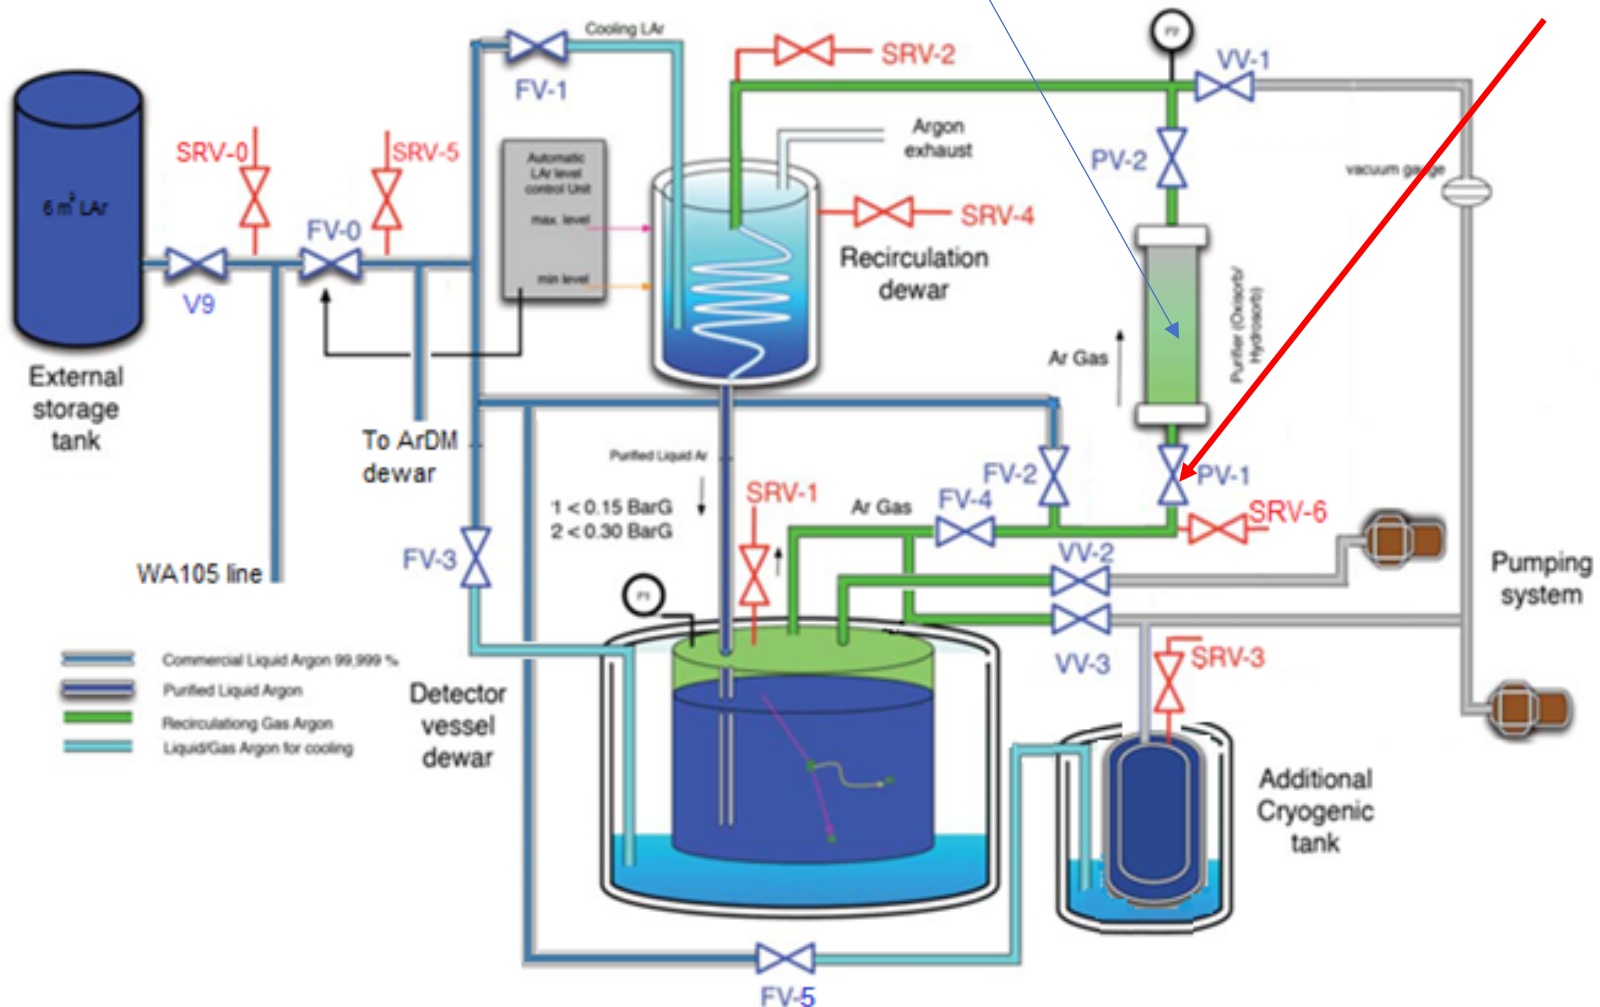 Cooling LAr
FV-1
SRV-2
P2
VV-1
SRV-0
SRV-5
6 m³ LAr
FV-0
V9
External
storage
tank
Automatic
LAr level
control Unit
max. level
min level
Argon
exhaust
SRV-4
Recirculation
dewar
PV-2
vacuum gauge
Ar Gas
Purifier (Oxisorb/
Hydrosorb)
To ArDM
dewar
WA105 line
Purified Liquid Ar
1 < 0.15 BarG
2 < 0.30 BarG
SRV-1
Ar Gas
FV-4
FV-2
PV-1
SRV-6
FV-3
P1
VV-2
VV-3
Pumping
system
SRV-3
Commercial Liquid Argon 99,999 %
Purified Liquid Argon
Recirculationg Gas Argon
Liquid/Gas Argon for cooling
Detector
vessel
dewar
Additional
Cryogenic
tank
FV-5